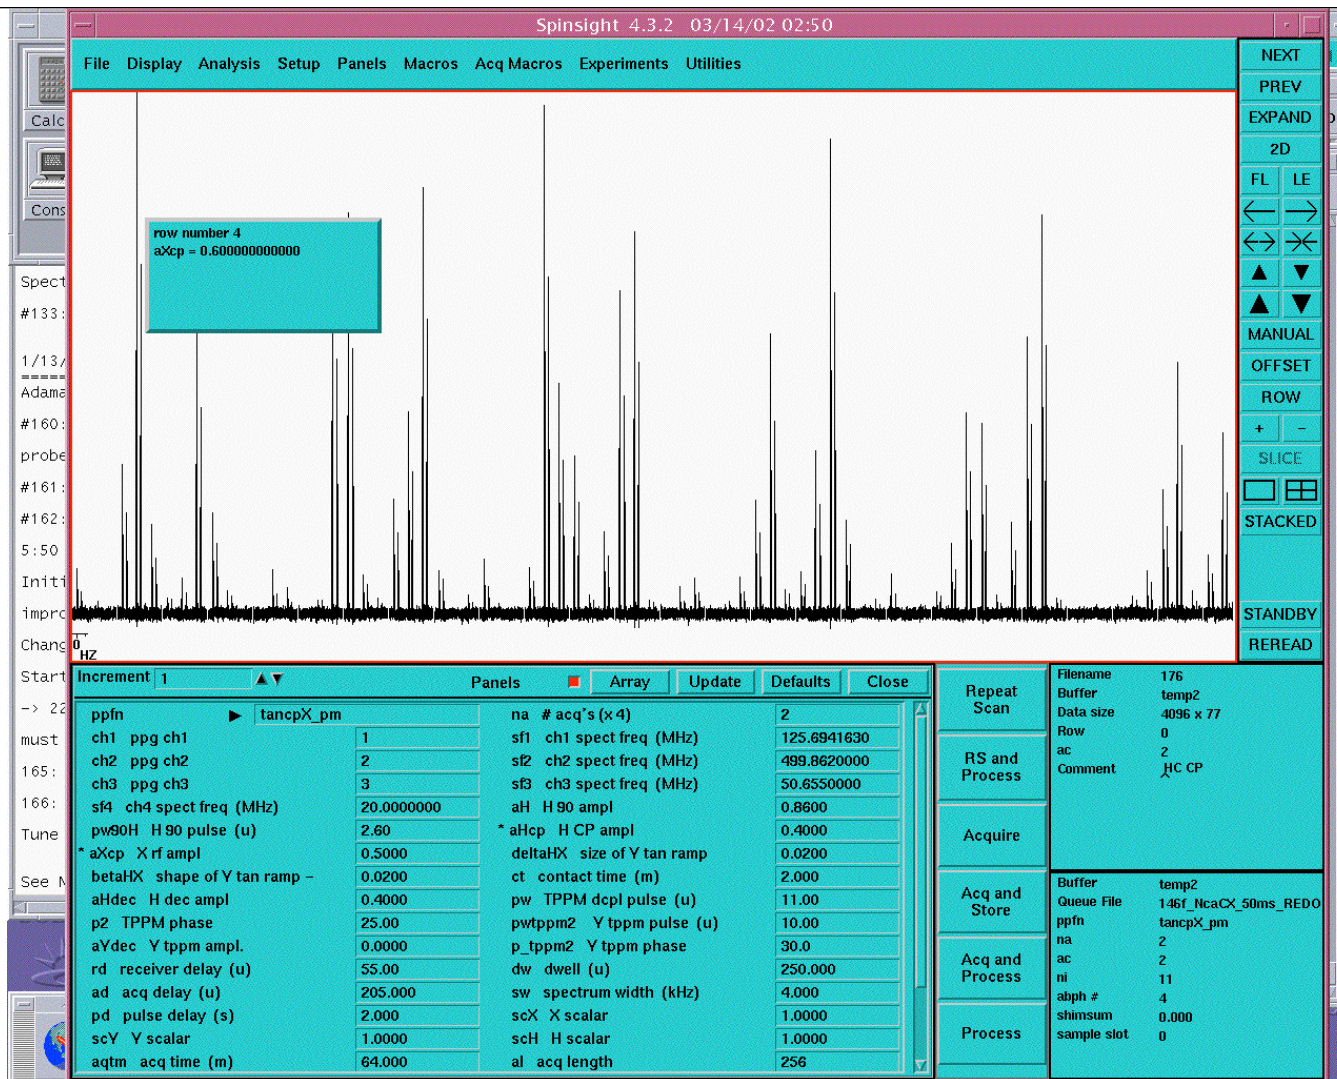 Spinsight 4.3.2 03/14/02 02:50
File Display Analysis Setup Panels Macros Acq Macros Experiments Utilities
NEXT
PREV
EXPAND
2D
FL LE
MANUAL
OFFSET
ROW
+ -
SLICE
STACKED
STANDBY
REREAD
Calc
Cons
Spect
#133:
1/13/
=====
Adama
#160:
probe
#161:
#162:
5:50
Initi
impro
Chang
Start
-> 22
must
165:
166:
Tune
See
row number 4
aXcp = 0.600000000000
0
HZ
Increment 1 Panels Array Update Defaults Close
ppfn tancpX_pm na # acq's (x 4) 2
ch1 ppg ch1 1 sf1 ch1 spect freq (MHz) 125.6941630
ch2 ppg ch2 2 sf2 ch2 spect freq (MHz) 499.8620000
ch3 ppg ch3 3 sf3 ch3 spect freq (MHz) 50.6550000
sf4 ch4 spect freq (MHz) 20.0000000 aH H 90 ampl 0.8600
pw90H H 90 pulse (u) 2.60 * aHcp H CP ampl 0.4000
* aXcp X rf ampl 0.5000 deltaHX size of Y tan ramp 0.0200
betaHX shape of Y tan ramp – 0.0200 ct contact time (m) 2.000
aHdec H dec ampl 0.4000 pw TPPM dcpl pulse (u) 11.00
p2 TPPM phase 25.00 pwtppm2 Y tppm pulse (u) 10.00
aYdec Y tppm ampl. 0.0000 p_tppm2 Y tppm phase 30.0
rd receiver delay (u) 55.00 dw dwell (u) 250.000
ad acq delay (u) 205.000 sw spectrum width (kHz) 4.000
pd pulse delay (s) 2.000 scX X scalar 1.0000
scY Y scalar 1.0000 scH H scalar 1.0000
aqtm acq time (m) 64.000 al acq length 256
Repeat
Scan
RS and
Process
Acquire
Acq and
Store
Acq and
Process
Process
Filename 176
Buffer temp2
Data size 4096 x 77
Row 0
ac 2
Comment HC CP
Buffer temp2
Queue File 146f_NcaCX_50ms_REDO
ppfn tancpX_pm
na 2
ac 2
ni 11
abph # 4
shimsum 0.000
sample slot 0